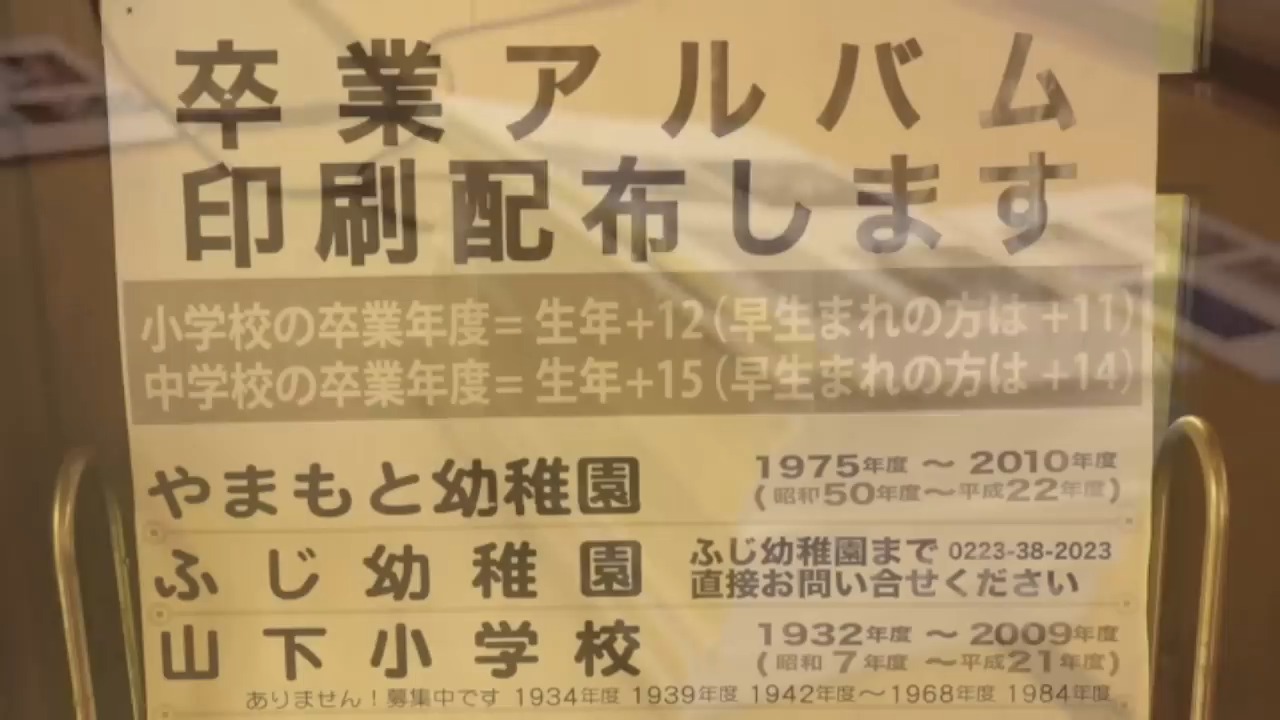 卒業アルバム
印刷配布します
小学校の卒業年度= 生年+12(早生まれの方は +11)
中学校の卒業年度= 生年+15(早生まれの方は +14)
やまもと幼稚園 1975年度 ～ 2010年度
(昭和50年度～平成22年度)
ふじ幼稚園 ふじ幼稚園まで 0223-38-2023
直接お問い合せください
山下小学校 1932年度 ～ 2009年度
(昭和 7年度 ～平成21年度)
ありません！募集中です 1934年度 1939年度 1942年度～1968年度 1984年度